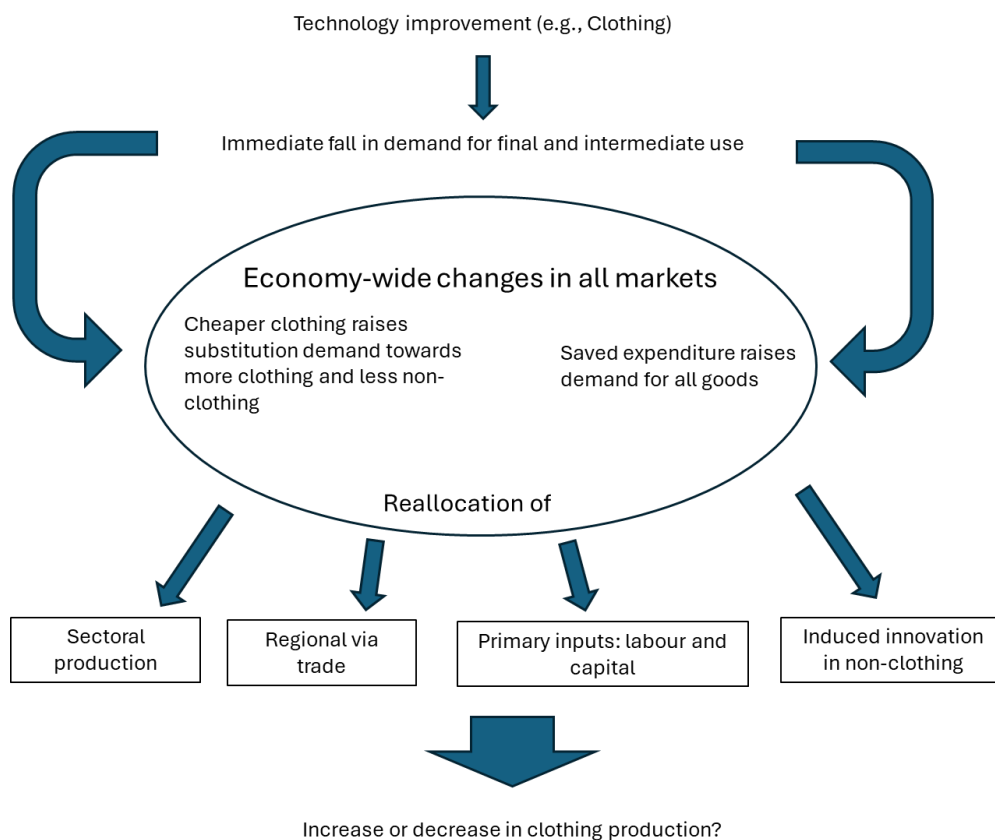 Technology improvement (e.g., Clothing)
Immediate fall in demand for final and intermediate use
Economy-wide changes in all markets
Cheaper clothing raises
substitution demand towards
more clothing and less non-
clothing
Saved expenditure raises
demand for all goods
Reallocation of
Sectoral
production
Regional via
trade
Primary inputs: labour and
capital
Induced innovation
in non-clothing
Increase or decrease in clothing production?